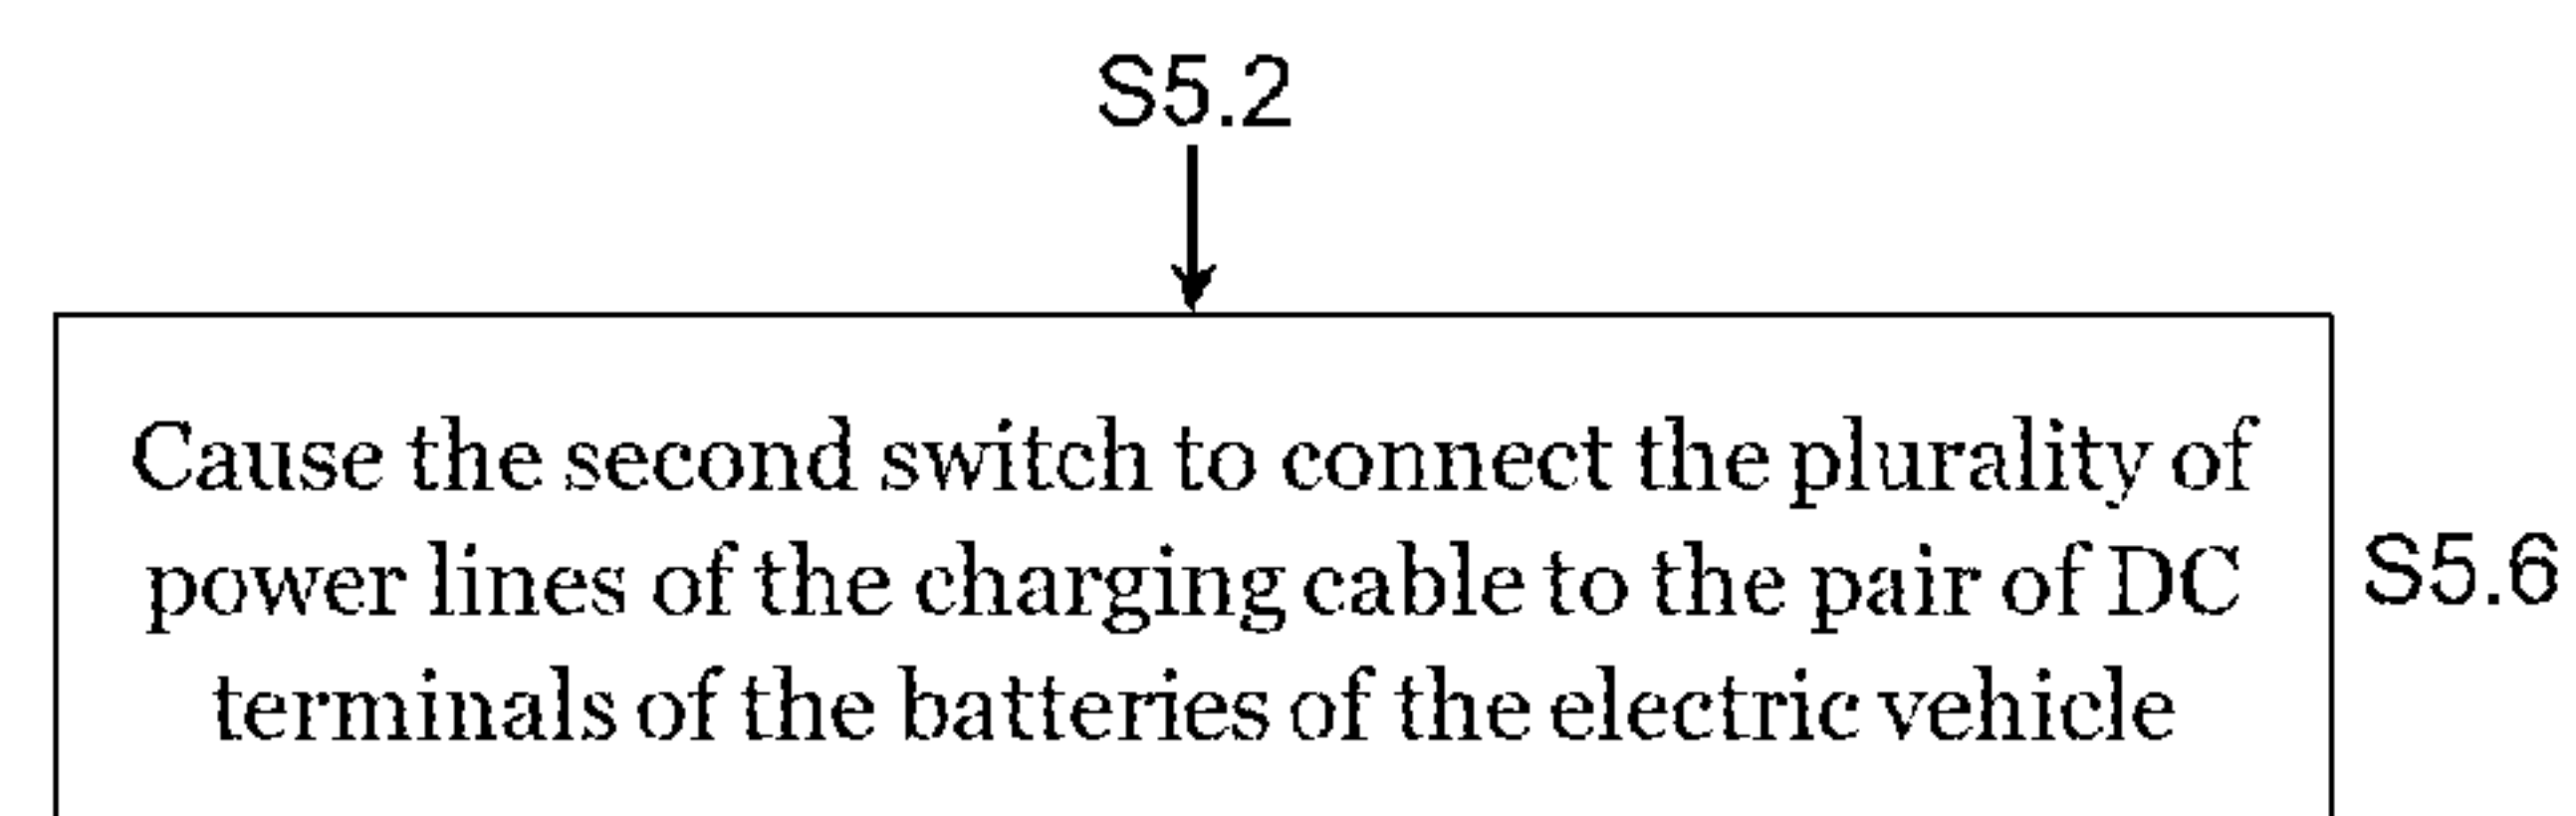 S5.2
Cause the second switch to connect the plurality of
power lines of the charging cable to the pair of DC
terminals of the batteries of the electric vehicle
S5.6